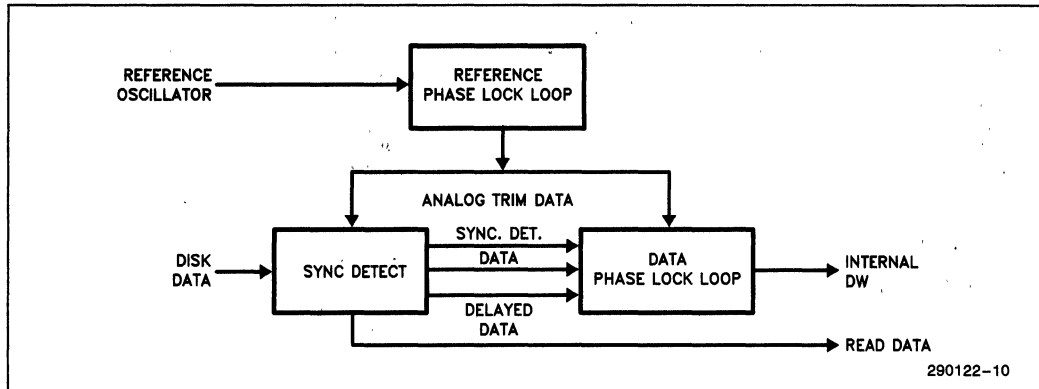 REFERENCE
OSCILLATOR
REFERENCE
PHASE LOCK LOOP
ANALOG TRIM DATA
DISK
DATA
SYNC DETECT
SYNC. DET.
DATA
DELAYED
DATA
DATA
PHASE LOCK LOOP
INTERNAL
DW
READ DATA
290122-10